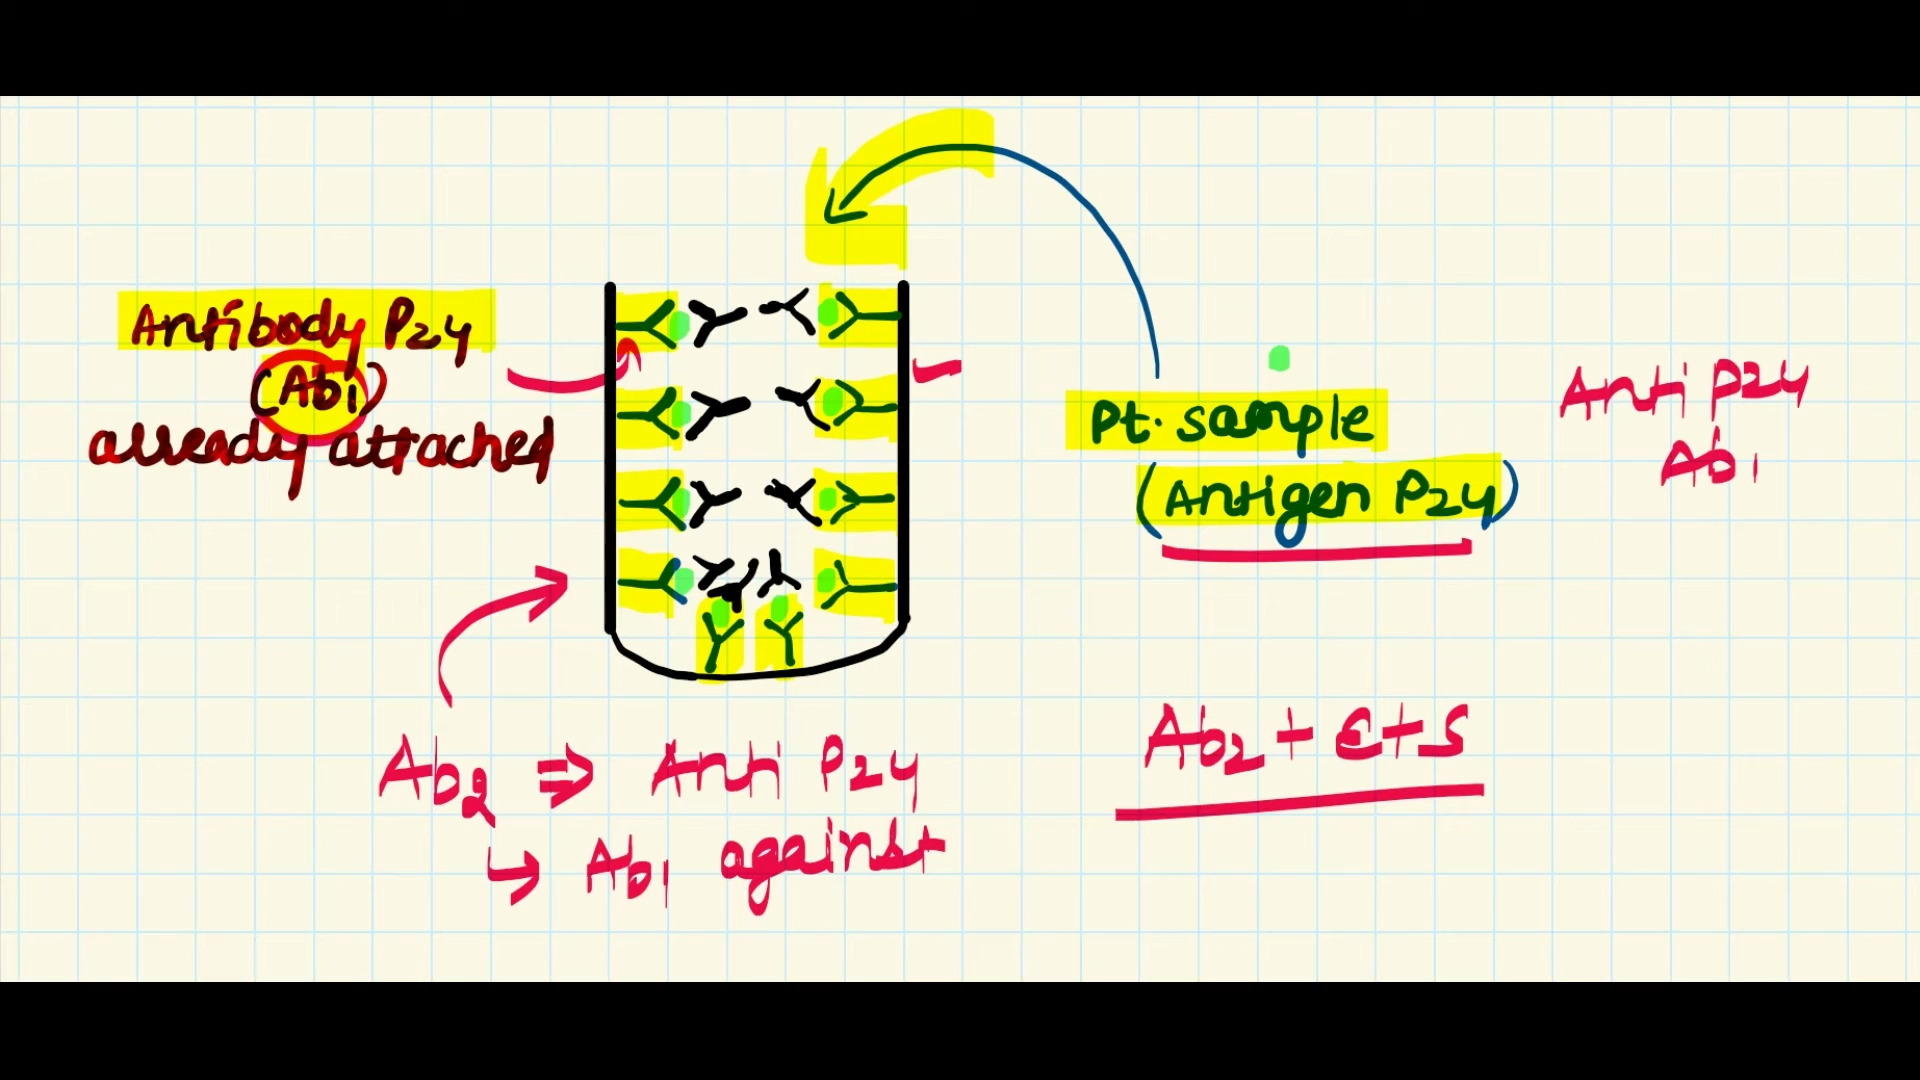 Antibody P24
(Ab1)
already attached
Pt. sample
(Antigen P24)
Anti P24
Ab1
Ab2 ⇒ Anti P24
↳ Ab1 against
Ab2 + E + S